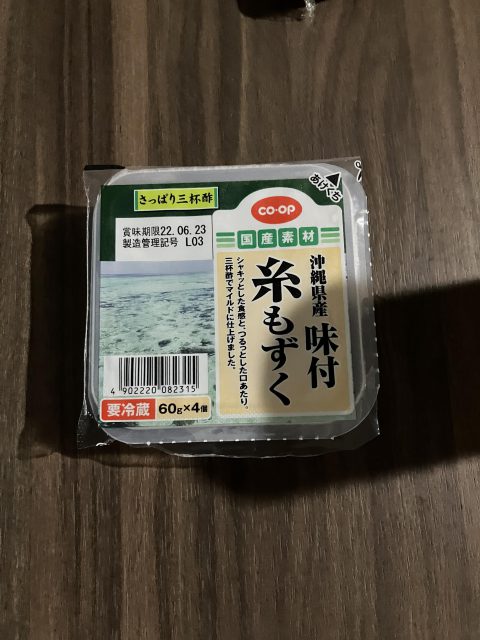 さっぱり三杯酢
あけくち
賞味期限22.06.23
製造管理記号 L03
co·op
国産素材
沖縄県産
味付
糸もずく
シャキッとした食感と、つるっとした口あたり。
三杯酢でマイルドに仕上げました。
4 902220 082315
要冷蔵
60g×4個